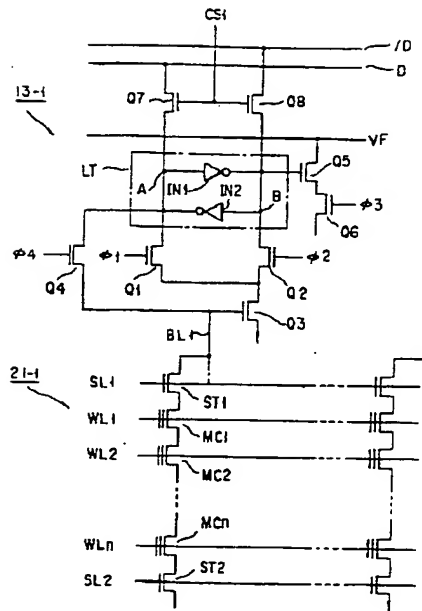 CS1
/D
D
Q7
Q8
13-1
VF
LT
Q5
A
IN1
IN2
B
φ3
Q6
φ4
φ1
φ2
Q4
Q1
Q2
Q3
BL1
21-1
SL1
ST1
WL1
MC1
WL2
MC2
WLn
MCn
SL2
ST2